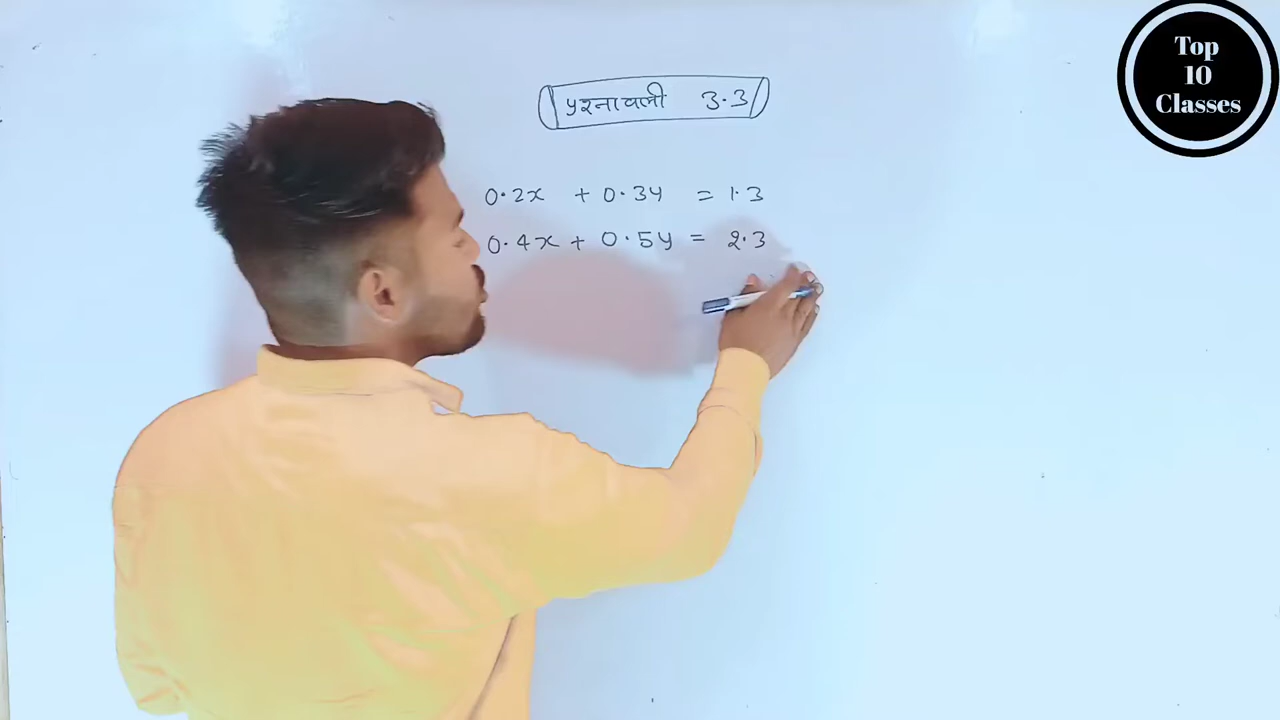 प्रश्नावली 3.3
0.2x + 0.3y = 1.3
0.4x + 0.5y = 2.3
Top
10
Classes